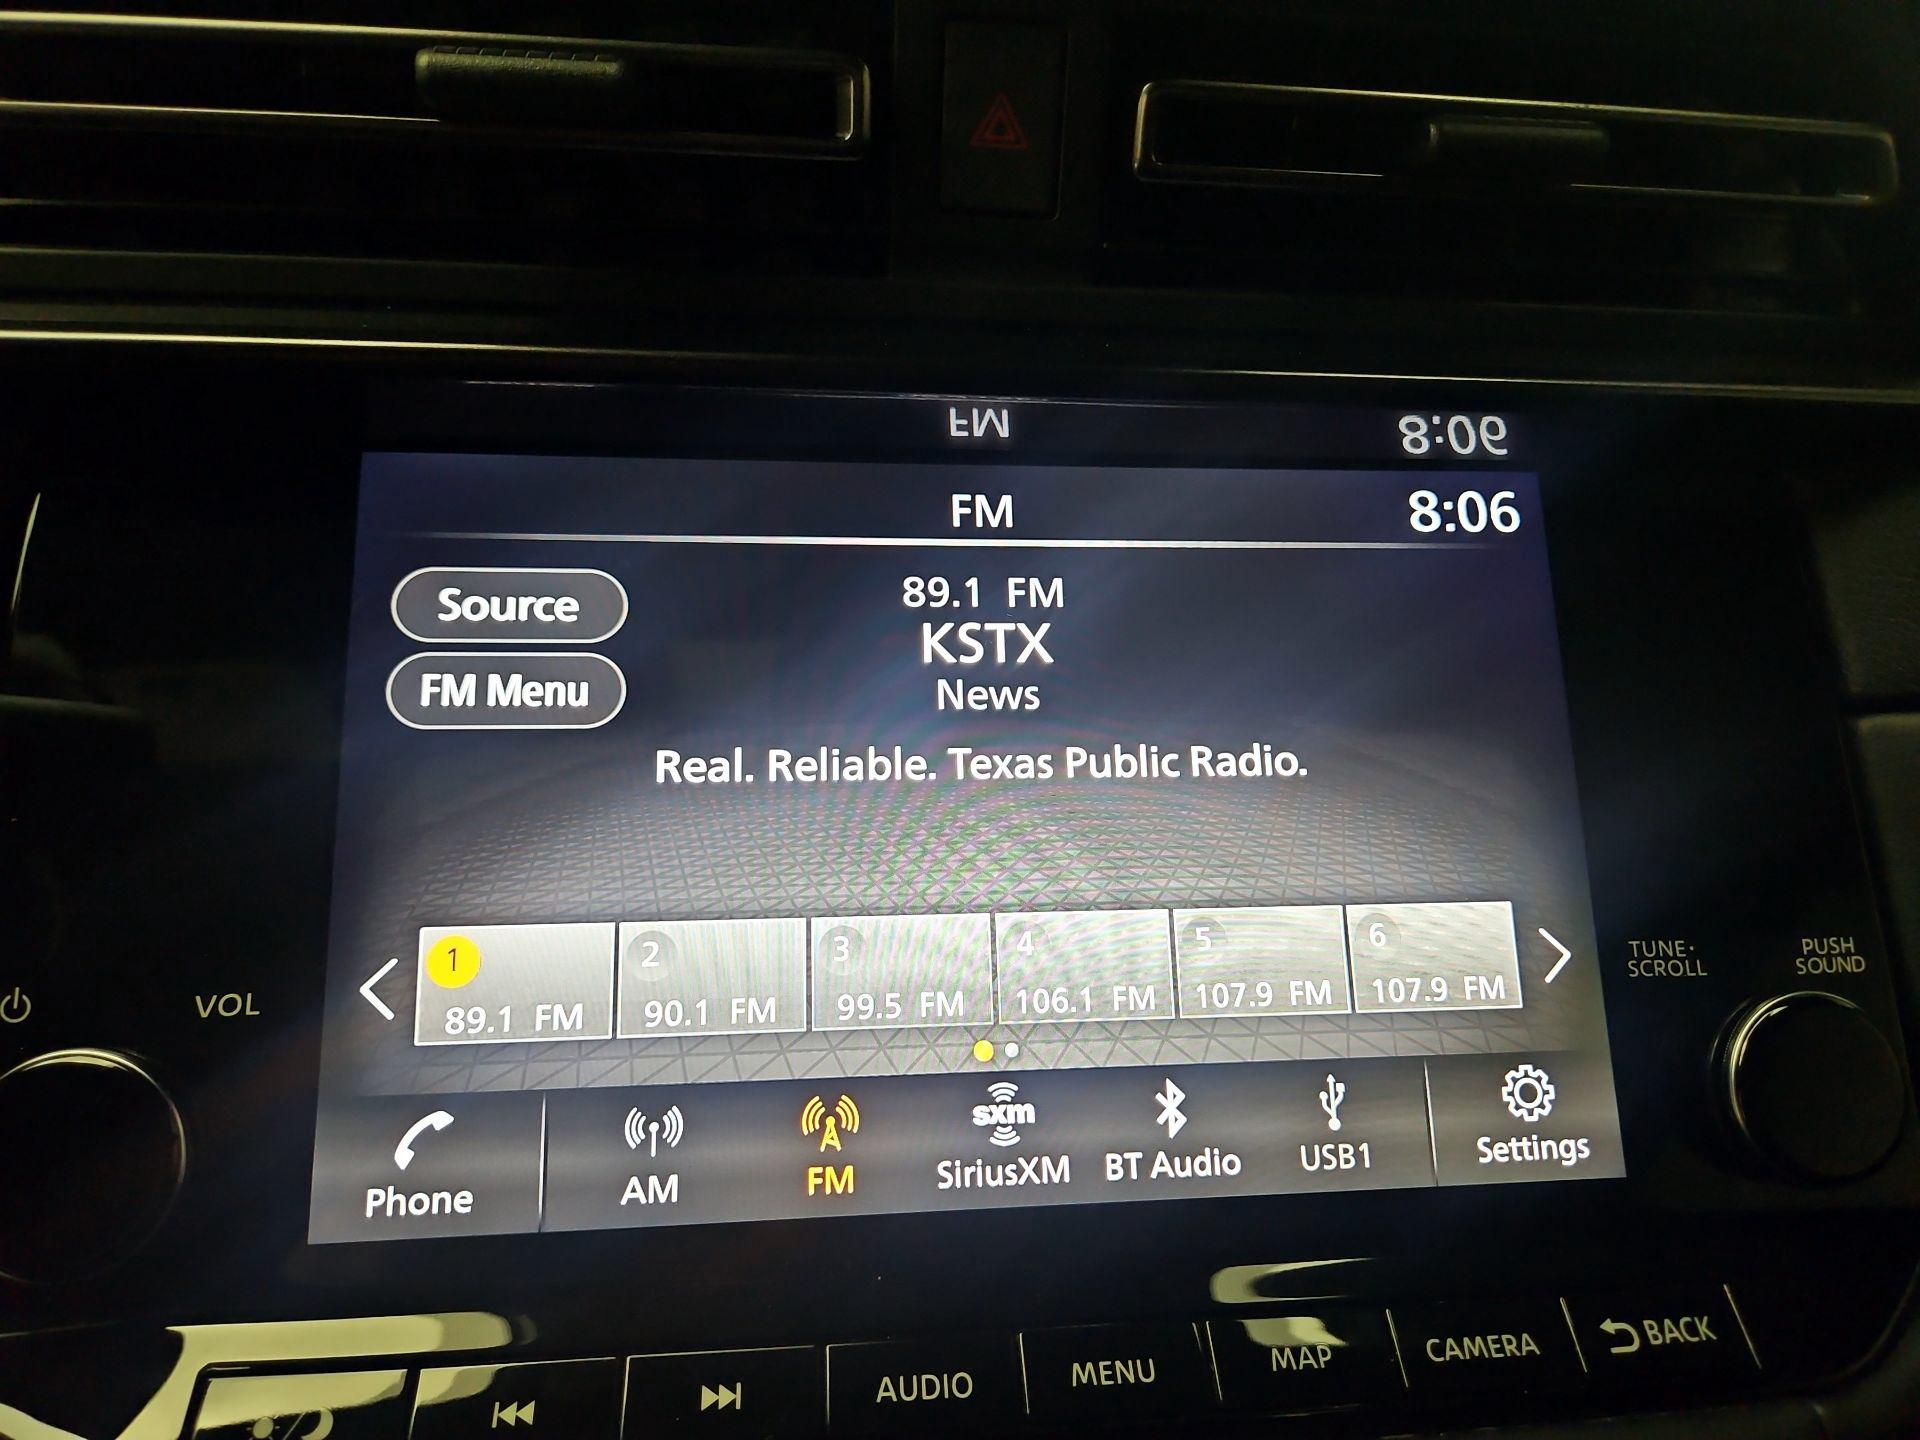 FM
8:06
FM
8:06
Source
89.1 FM
KSTX
FM Menu
News
Real. Reliable. Texas Public Radio.
1
89.1 FM
2
90.1 FM
3
99.5 FM
4
106.1 FM
5
107.9 FM
6
107.9 FM
TUNE·
SCROLL
PUSH
SOUND
VOL
Phone
AM
FM
sxm
SiriusXM
BT Audio
USB1
Settings
AUDIO
MENU
MAP
CAMERA
BACK